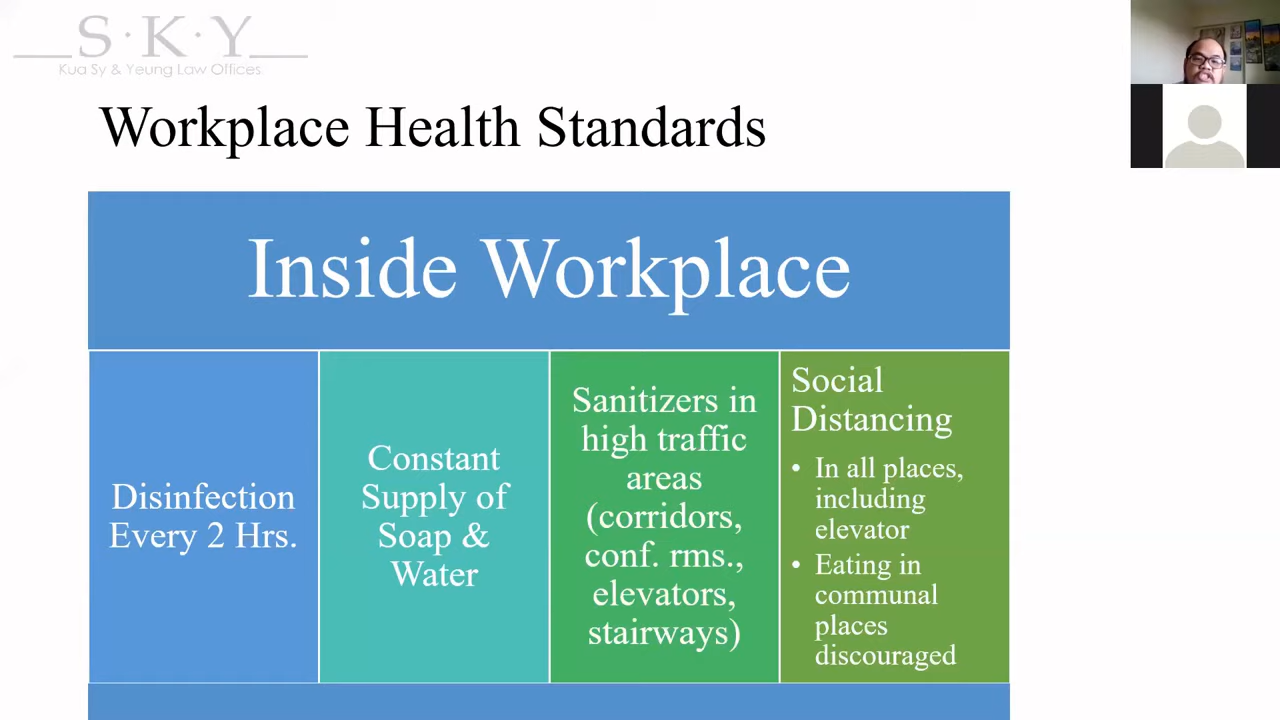 S·K·Y
Kua Sy & Yeung Law Offices
Workplace Health Standards
Inside Workplace
Disinfection
Every 2 Hrs.
Constant
Supply of
Soap &
Water
Sanitizers in
high traffic
areas
(corridors,
conf. rms.,
elevators,
stairways)
Social
Distancing
• In all places,
including
elevator
• Eating in
communal
places
discouraged